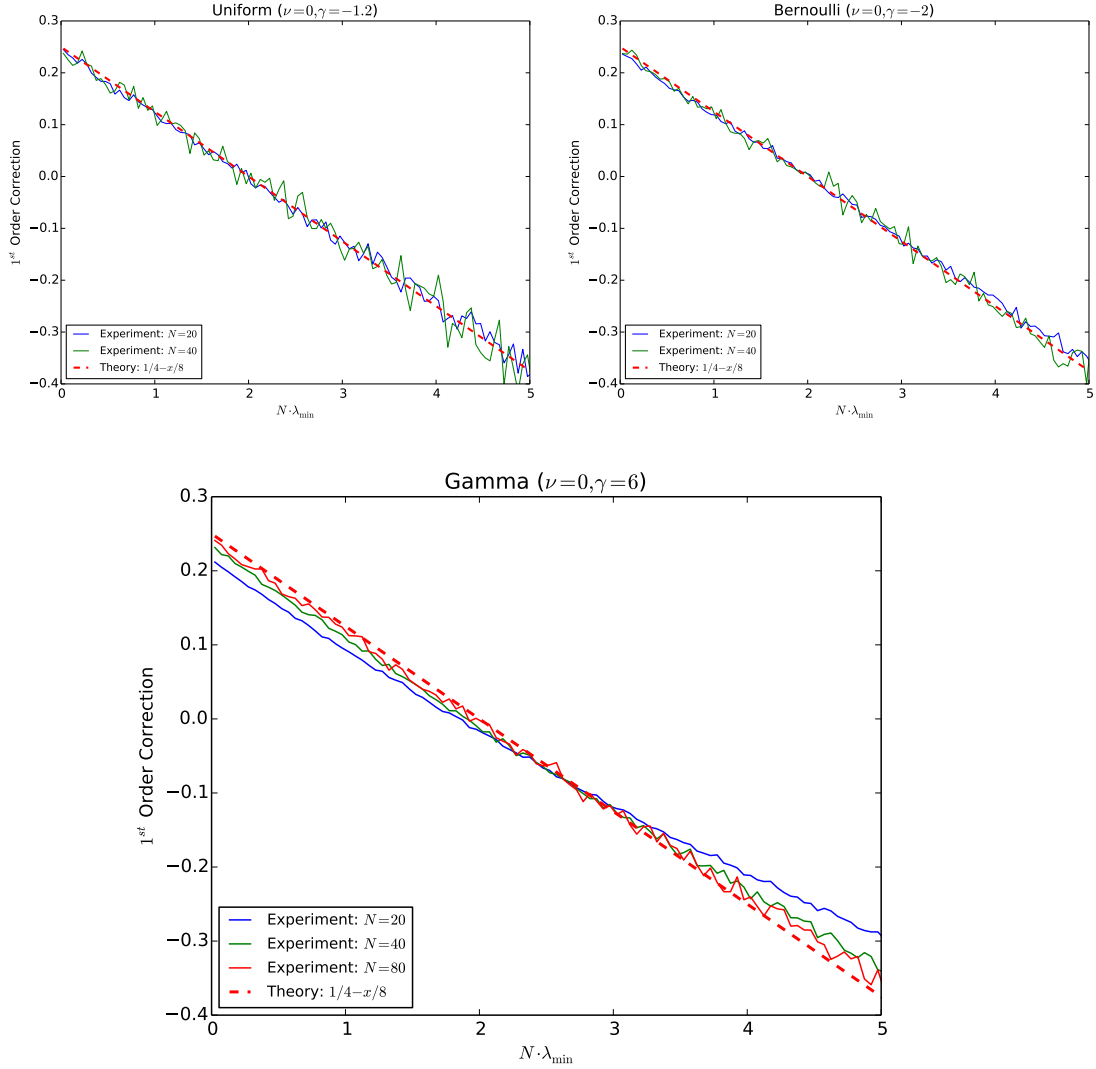 Uniform (ν=0,γ=−1.2)
0.3
0.2
0.1
0.0
−0.1
−0.2
−0.3
−0.4
1st Order Correction
Experiment: N=20
Experiment: N=40
Theory: 1/4−x/8
0 1 2 3 4 5
N·λmin
Bernoulli (ν=0,γ=−2)
0.3
0.2
0.1
0.0
−0.1
−0.2
−0.3
−0.4
1st Order Correction
Experiment: N=20
Experiment: N=40
Theory: 1/4−x/8
0 1 2 3 4 5
N·λmin
Gamma (ν=0,γ=6)
0.3
0.2
0.1
0.0
−0.1
−0.2
−0.3
−0.4
1st Order Correction
Experiment: N=20
Experiment: N=40
Experiment: N=80
Theory: 1/4−x/8
0 1 2 3 4 5
N·λmin